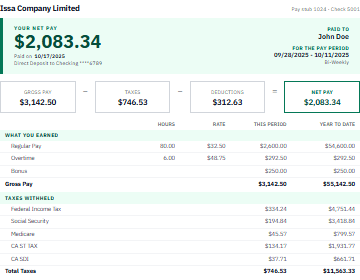 Issa Company Limited
Pay stub 1024 · Check 5001
YOUR NET PAY
$2,083.34
Paid on 10/17/2025
Direct Deposit to Checking ****6789
PAID TO
John Doe
FOR THE PAY PERIOD
09/28/2025 - 10/11/2025
Bi-Weekly
GROSS PAY
$3,142.50
−
TAXES
$746.53
−
DEDUCTIONS
$312.63
=
NET PAY
$2,083.34
HOURS RATE THIS PERIOD YEAR TO DATE
WHAT YOU EARNED
Regular Pay 80.00 $32.50 $2,600.00 $54,600.00
Overtime 6.00 $48.75 $292.50 $292.50
Bonus $250.00 $250.00
Gross Pay $3,142.50 $55,142.50
TAXES WITHHELD
Federal Income Tax $334.24 $4,751.44
Social Security $194.84 $3,418.84
Medicare $45.57 $799.57
CA ST TAX $134.17 $1,931.77
CA SDI $37.71 $661.71
Total Taxes $746.53 $11,563.33